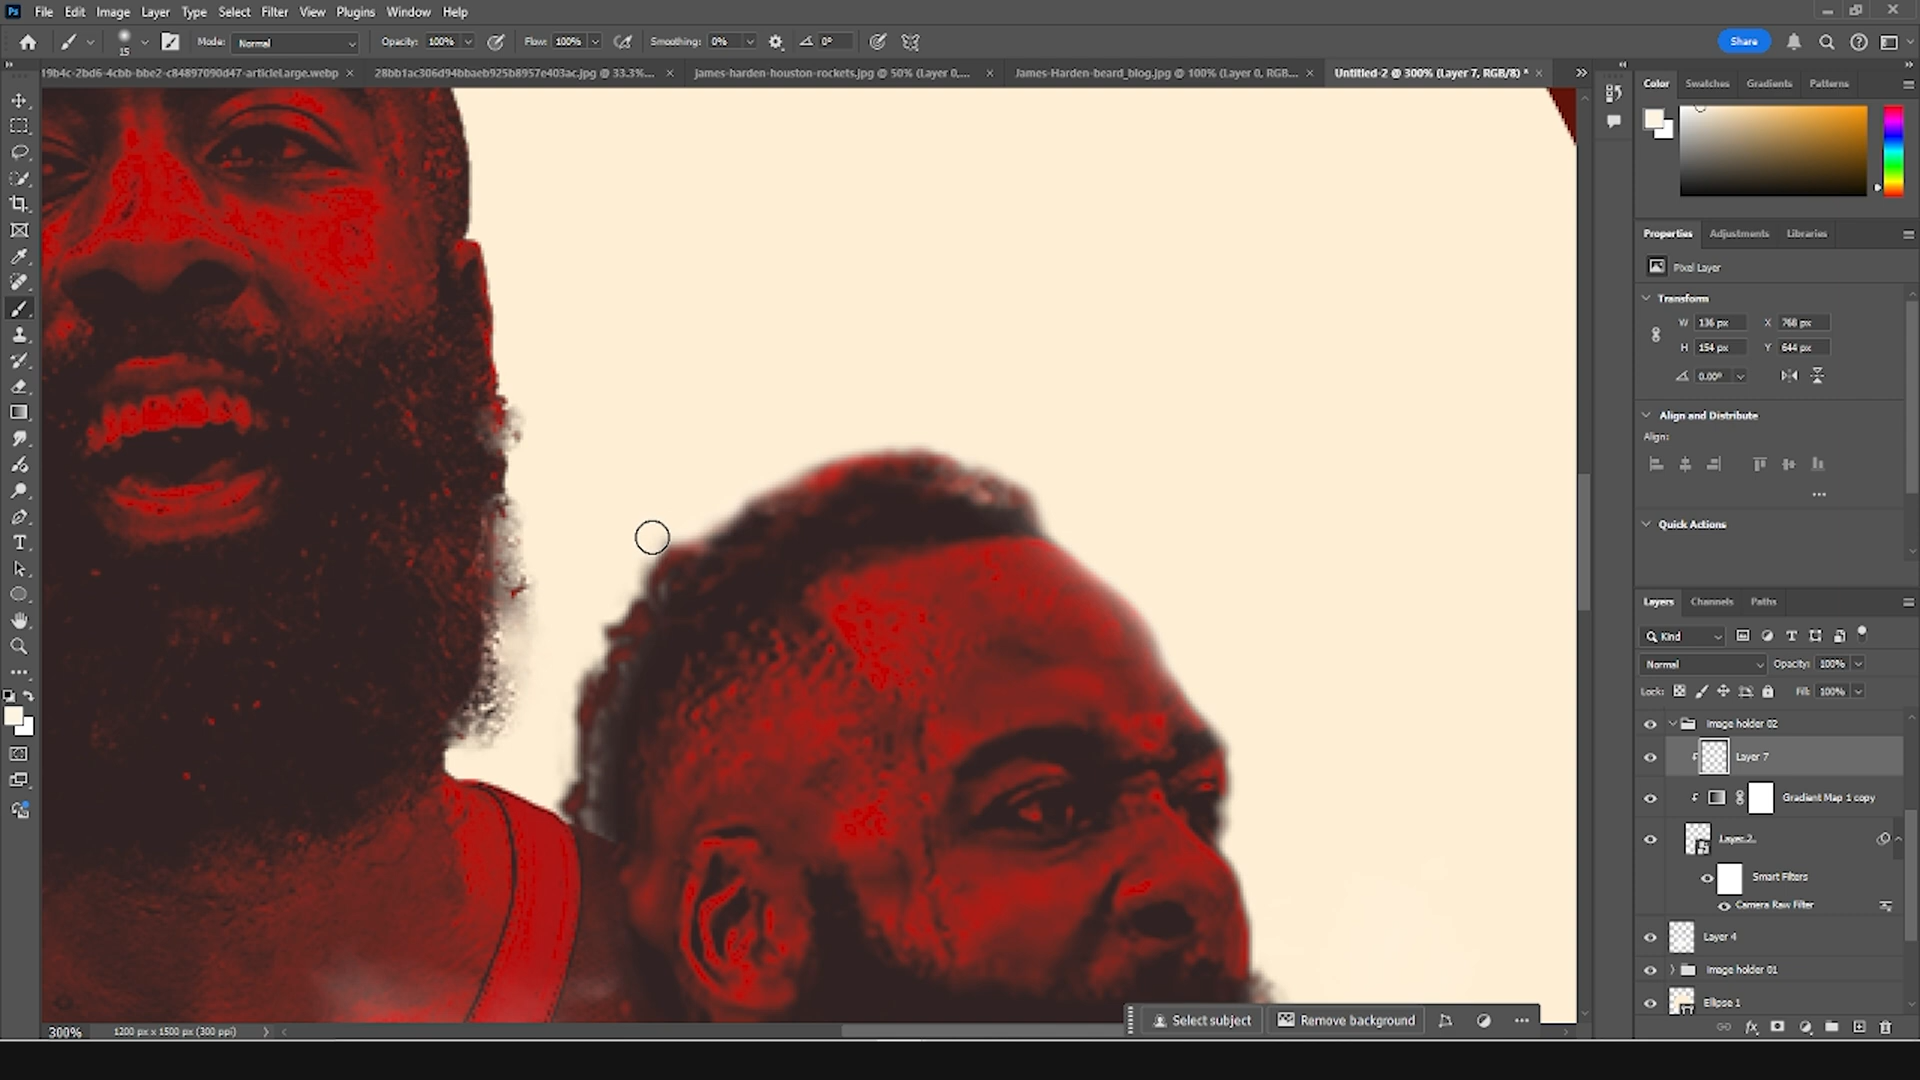 Ps File Edit Image Layer Type Select Filter View Plugins Window Help
15 Mode: Normal Opacity: 100% Flow: 100% Smoothing: 0% 0° Share
19b4c-2bd6-4cbb-bbe2-c84897090d47-articleLarge.webp × 28bb1ac306d94bbaeb925b8957e403ac.jpg @ 33.3%... × james-harden-houston-rockets.jpg @ 50% (Layer 0,... × James-Harden-beard_blog.jpg @ 100% (Layer 0, RGB... × Untitled-2 @ 300% (Layer 7, RGB/8) * ×
Color Swatches Gradients Patterns
Properties Adjustments Libraries
Pixel Layer
Transform
W 136 px X 768 px
H 154 px Y 644 px
0.00°
Align and Distribute
Align:
Quick Actions
Layers Channels Paths
Kind
Normal Opacity: 100%
Lock: Fill: 100%
Image holder 02
Layer 7
Gradient Map 1 copy
Layer 2
Smart Filters
Camera Raw Filter
Layer 4
Image holder 01
Ellipse 1
Select subject Remove background
300% 1200 px x 1500 px (300 ppi)